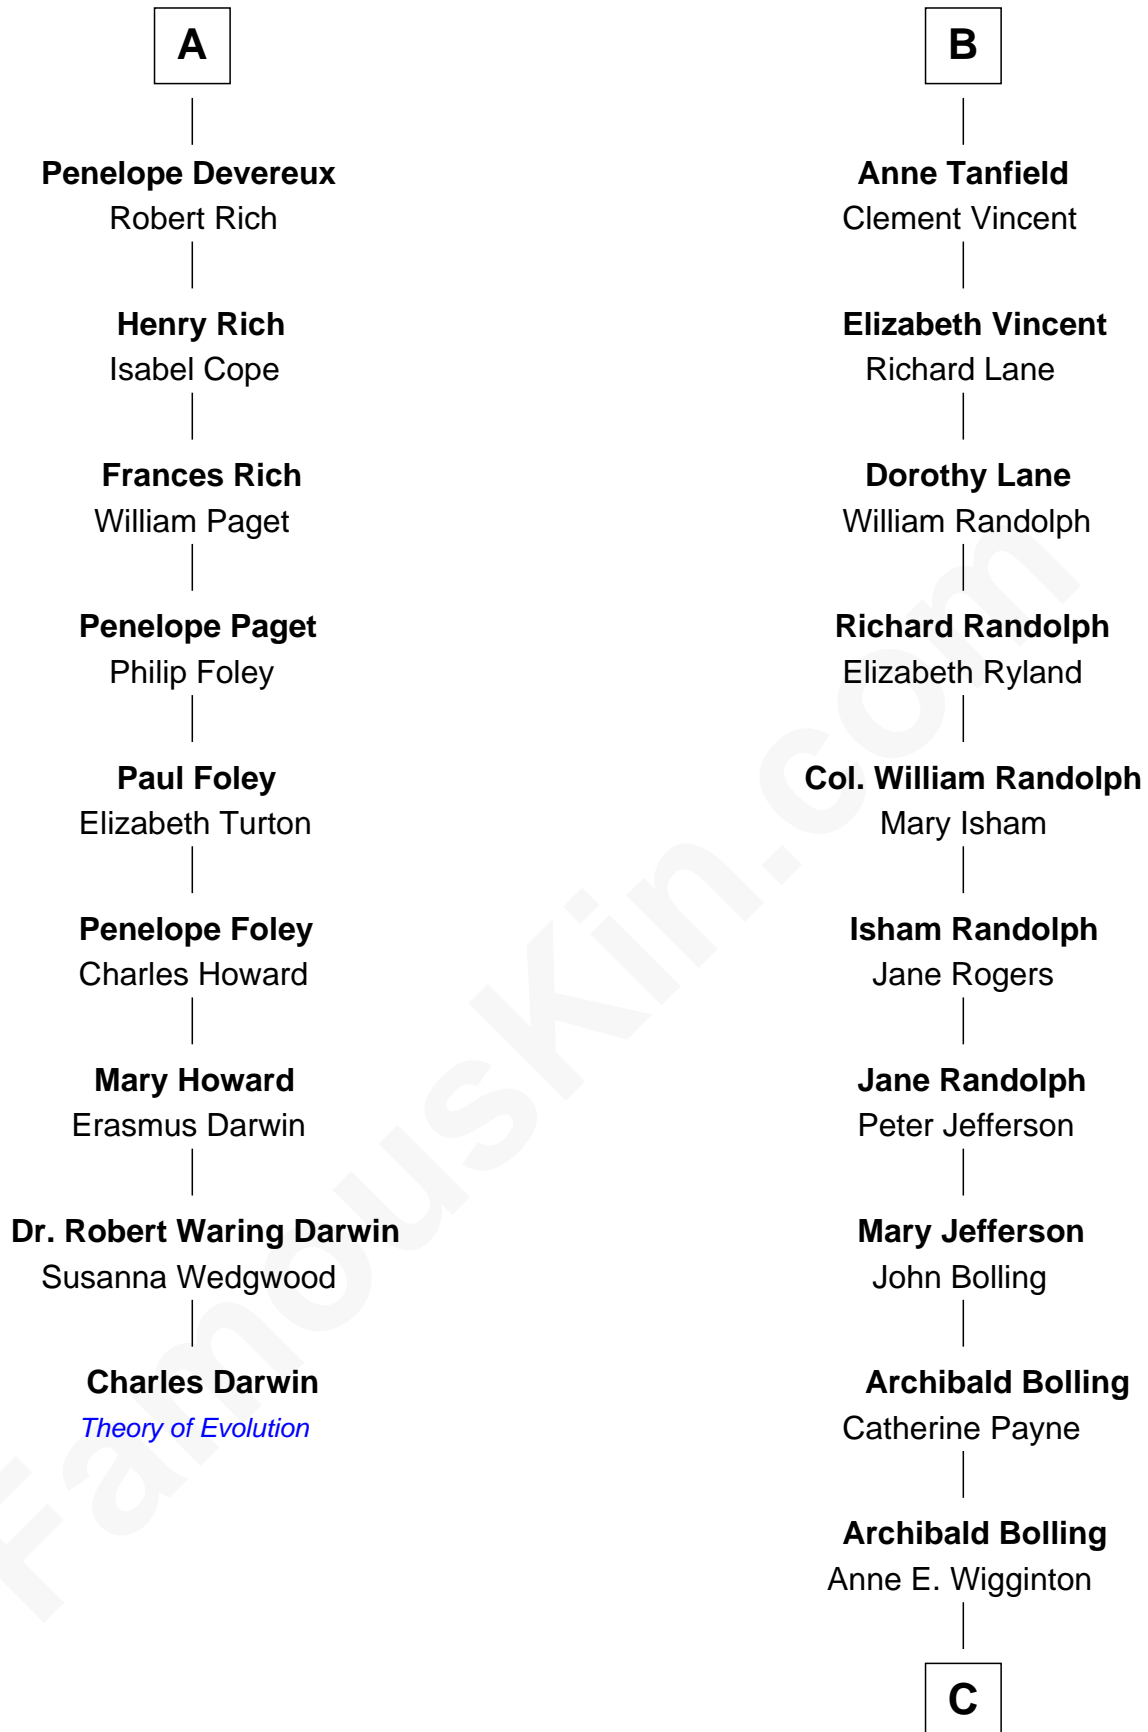 A
Penelope Devereux
Robert Rich
Henry Rich
Isabel Cope
Frances Rich
William Paget
Penelope Paget
Philip Foley
Paul Foley
Elizabeth Turton
Penelope Foley
Charles Howard
Mary Howard
Erasmus Darwin
Dr. Robert Waring Darwin
Susanna Wedgwood
Charles Darwin
Theory of Evolution
B
Anne Tanfield
Clement Vincent
Elizabeth Vincent
Richard Lane
Dorothy Lane
William Randolph
Richard Randolph
Elizabeth Ryland
Col. William Randolph
Mary Isham
Isham Randolph
Jane Rogers
Jane Randolph
Peter Jefferson
Mary Jefferson
John Bolling
Archibald Bolling
Catherine Payne
Archibald Bolling
Anne E. Wigginton
C
FamousKin.com